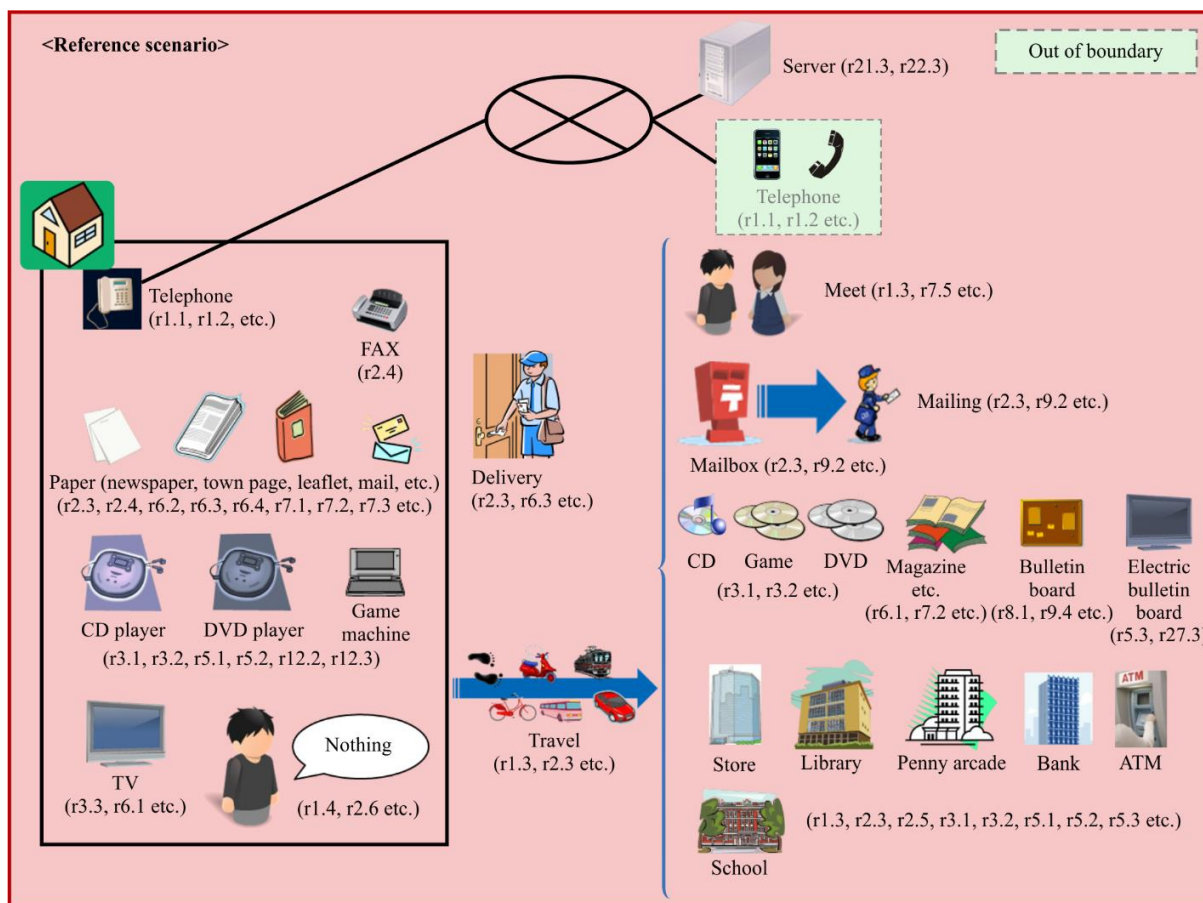 <Reference scenario>
Out of boundary
Server (r21.3, r22.3)
Telephone
(r1.1, r1.2 etc.)
Telephone
(r1.1, r1.2, etc.)
FAX
(r2.4)
Meet (r1.3, r7.5 etc.)
Mailing (r2.3, r9.2 etc.)
Mailbox (r2.3, r9.2 etc.)
Paper (newspaper, town page, leaflet, mail, etc.)
(r2.3, r2.4, r6.2, r6.3, r6.4, r7.1, r7.2, r7.3 etc.)
Delivery
(r2.3, r6.3 etc.)
CD
Game
DVD
(r3.1, r3.2 etc.)
Magazine
etc.
(r6.1, r7.2 etc.)
Bulletin
board
(r8.1, r9.4 etc.)
Electric
bulletin
board
(r5.3, r27.3)
CD player
DVD player
Game
machine
(r3.1, r3.2, r5.1, r5.2, r12.2, r12.3)
TV
(r3.3, r6.1 etc.)
Nothing
(r1.4, r2.6 etc.)
Travel
(r1.3, r2.3 etc.)
Store
Library
Penny arcade
Bank
ATM
ATM
School
(r1.3, r2.3, r2.5, r3.1, r3.2, r5.1, r5.2, r5.3 etc.)